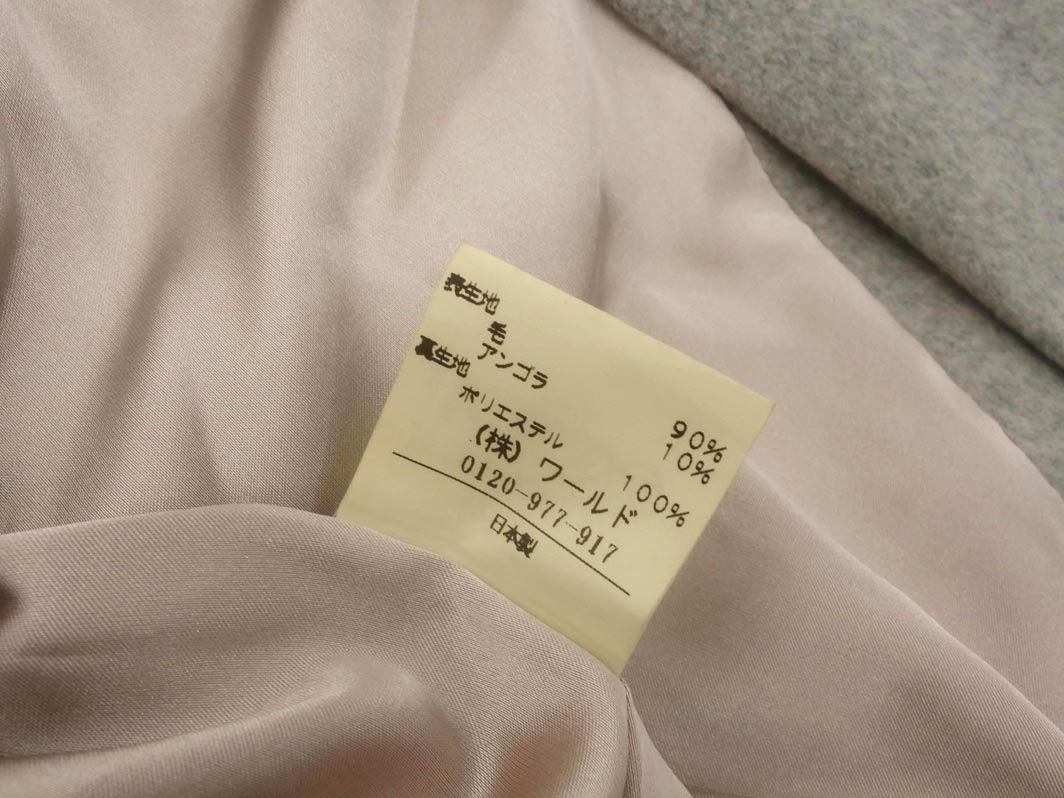 表生地
毛 90%
アンゴラ 10%
裏生地
ポリエステル 100%
(株)ワールド
0120-977-917
日本製